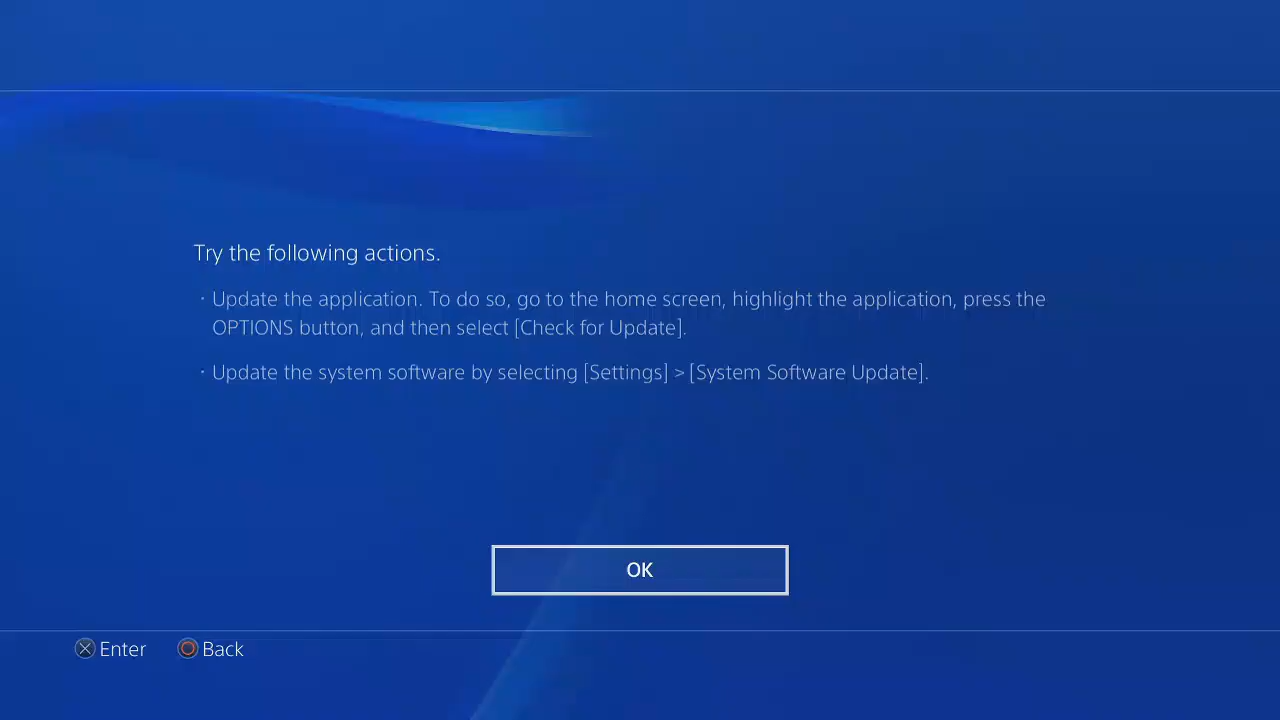 Try the following actions.
· Update the application. To do so, go to the home screen, highlight the application, press the
OPTIONS button, and then select [Check for Update].
· Update the system software by selecting [Settings] > [System Software Update].
OK
Enter Back